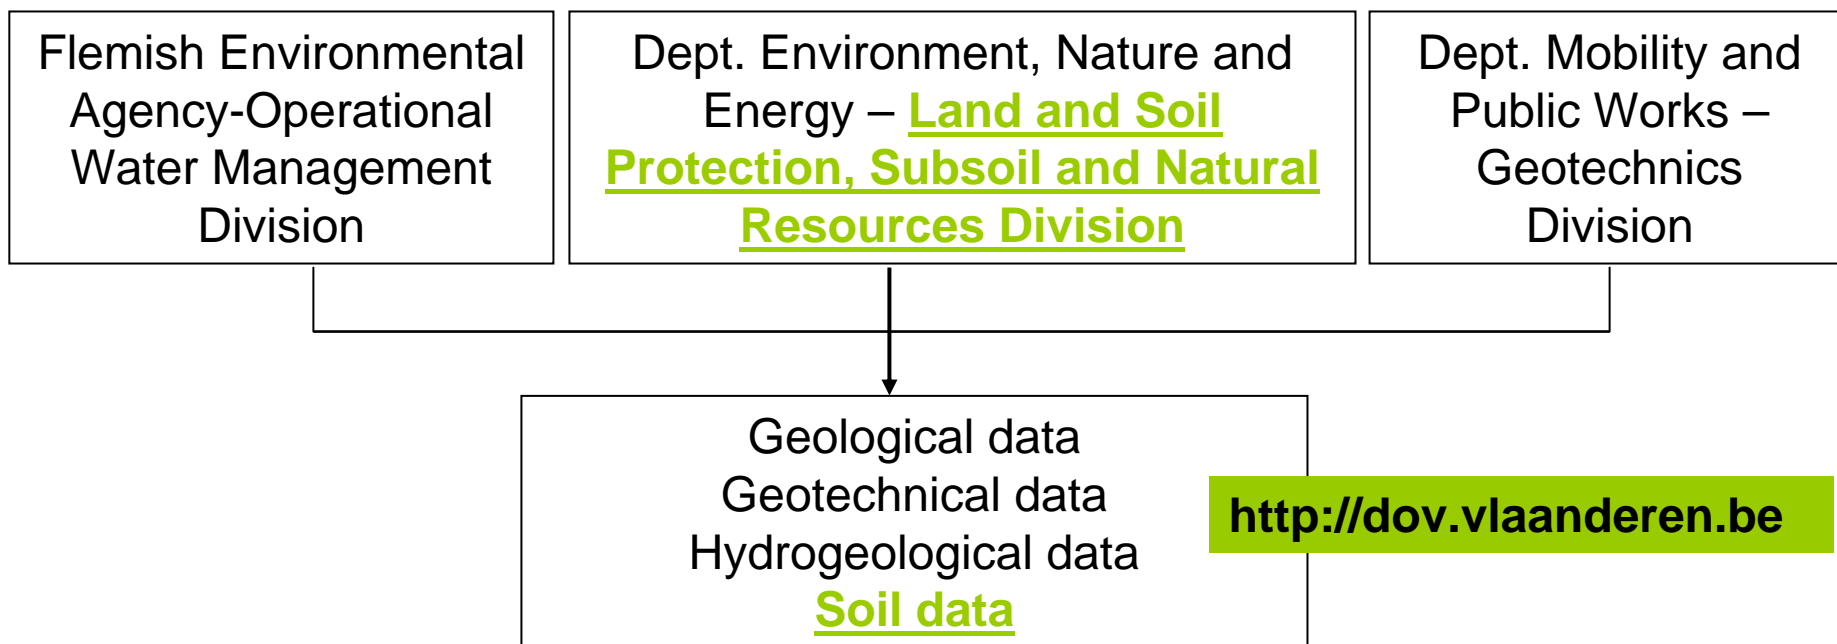 Flemish Environmental
Agency-Operational
Water Management
Division
Dept. Environment, Nature and
Energy – Land and Soil
Protection, Subsoil and Natural
Resources Division
Dept. Mobility and
Public Works –
Geotechnics
Division
Geological data
Geotechnical data
Hydrogeological data
Soil data
http://dov.vlaanderen.be